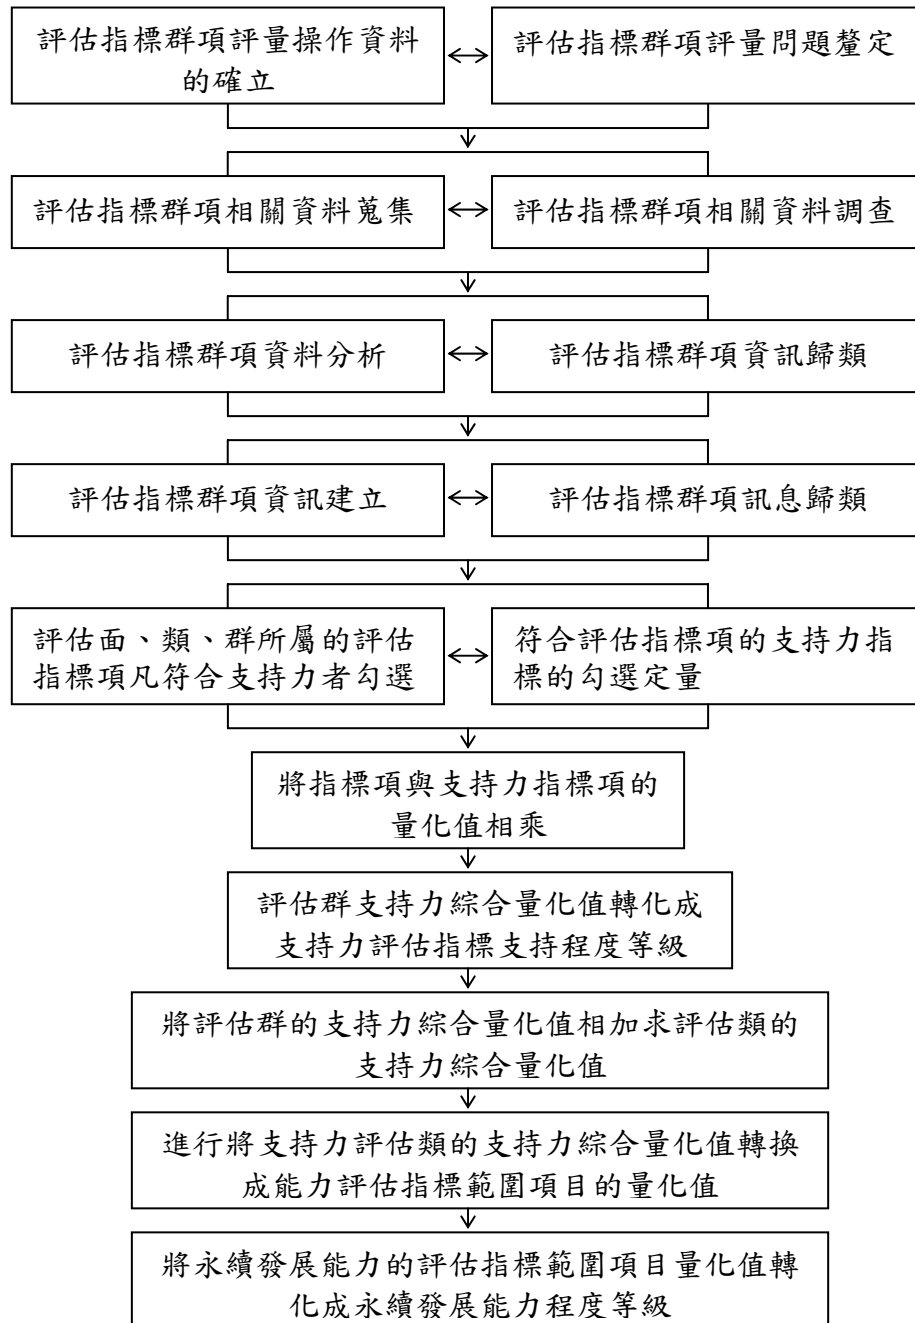 評估指標群項評量操作資料
的確立
評估指標群項評量問題釐定
評估指標群項相關資料蒐集
評估指標群項相關資料調查
評估指標群項資料分析
評估指標群項資訊歸類
評估指標群項資訊建立
評估指標群項訊息歸類
評估面、類、群所屬的評估
指標項凡符合支持力者勾選
符合評估指標項的支持力指
標的勾選定量
將指標項與支持力指標項的
量化值相乘
評估群支持力綜合量化值轉化成
支持力評估指標支持程度等級
將評估群的支持力綜合量化值相加求評估類的
支持力綜合量化值
進行將支持力評估類的支持力綜合量化值轉換
成能力評估指標範圍項目的量化值
將永續發展能力的評估指標範圍項目量化值轉
化成永續發展能力程度等級